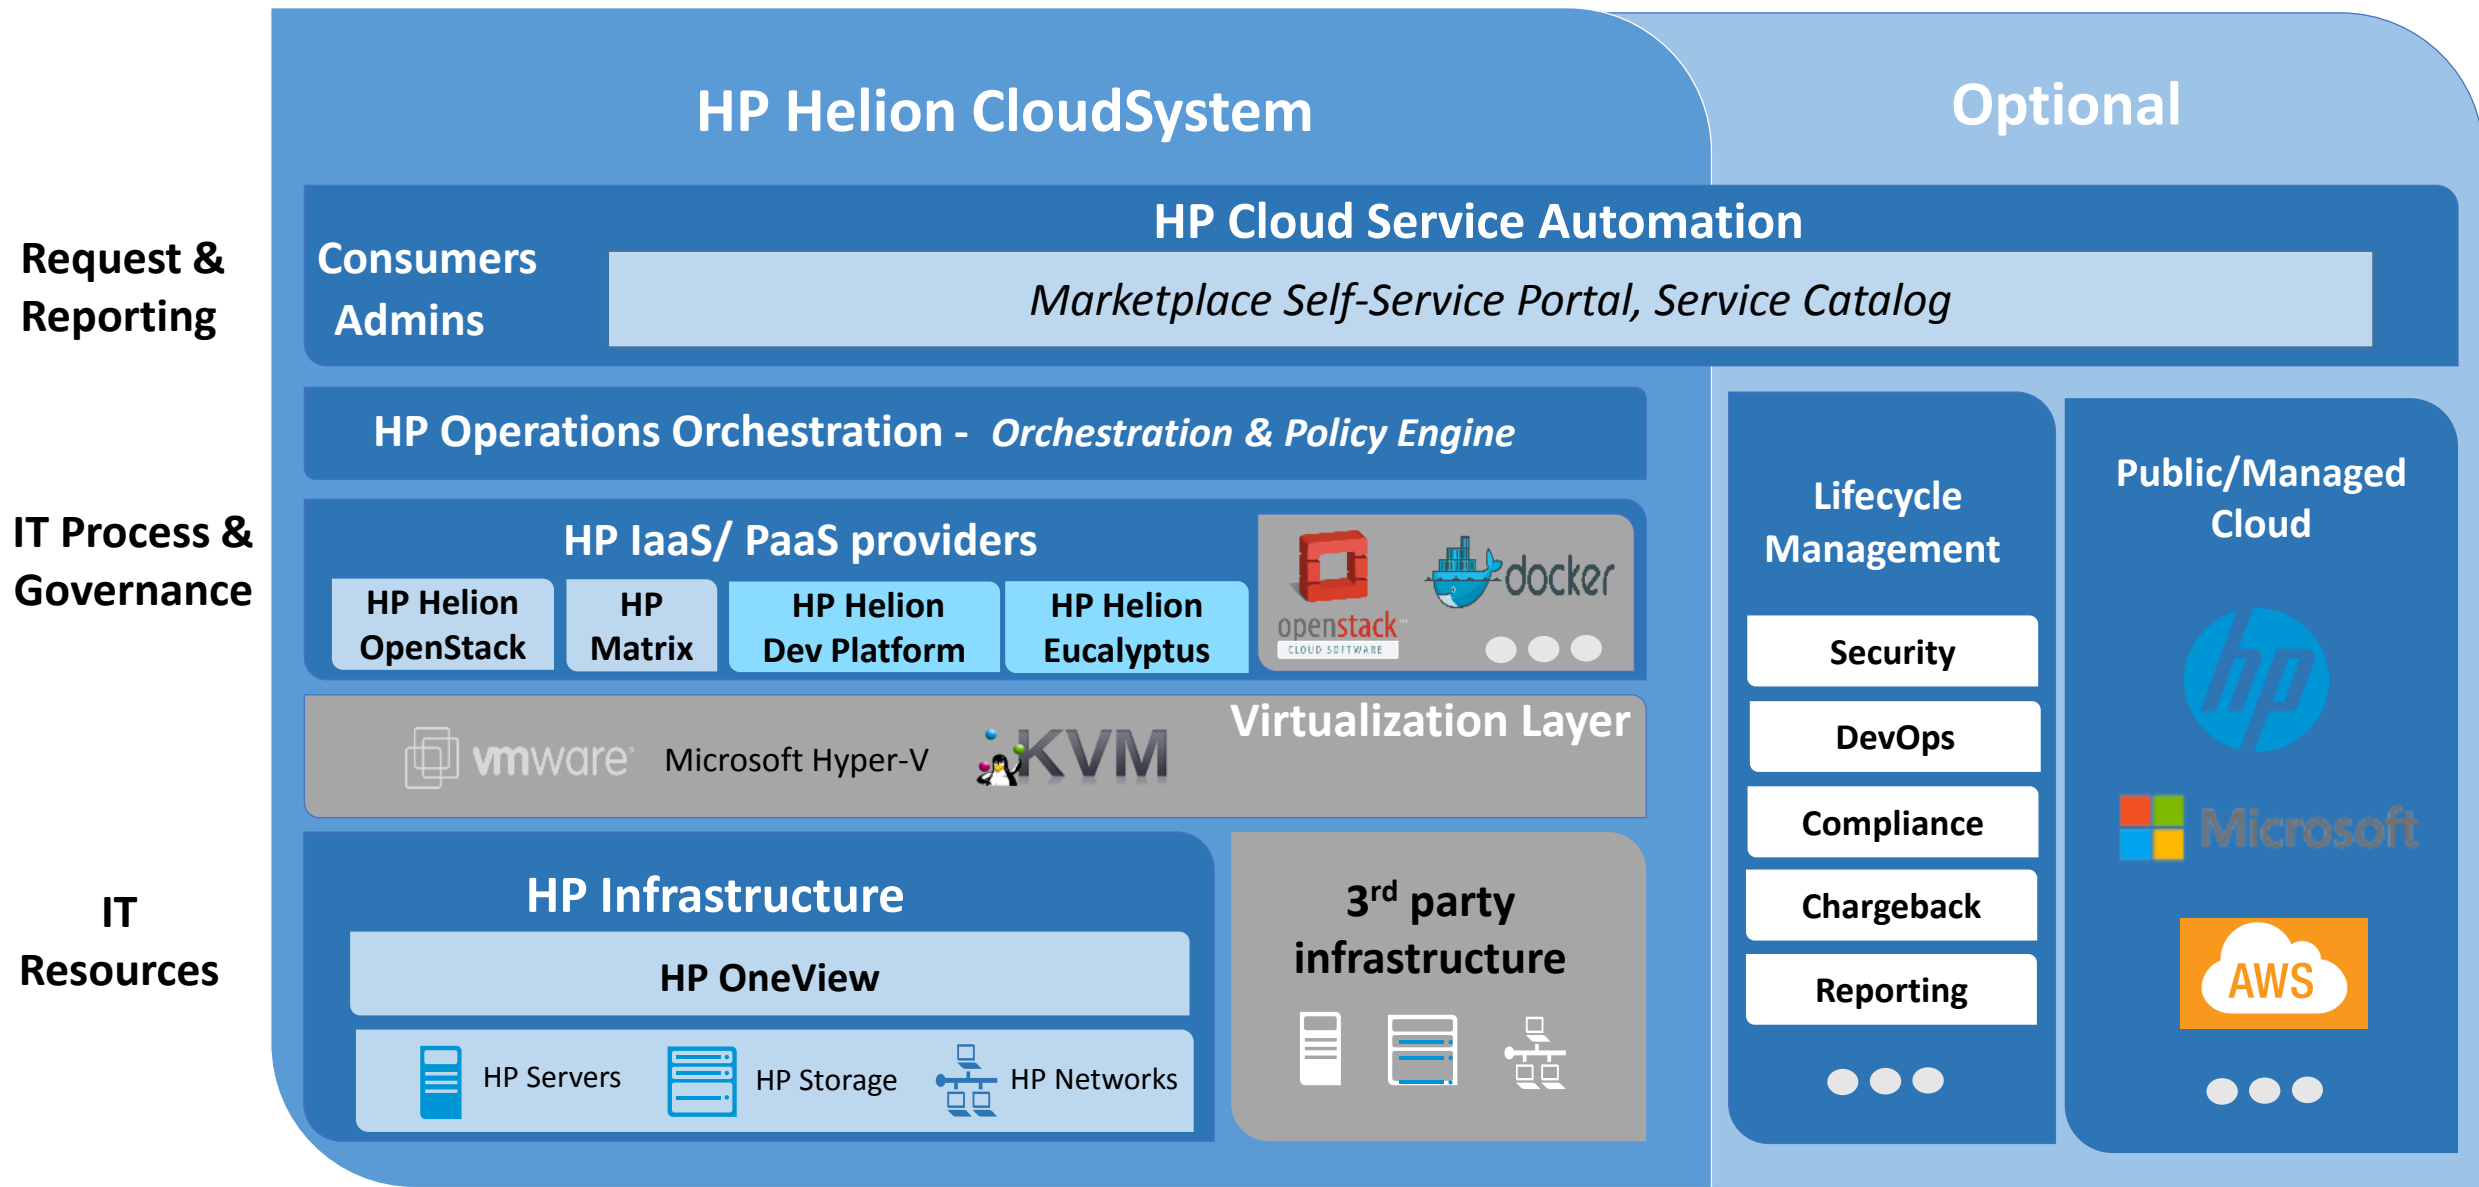 HP Helion CloudSystem
Optional
Request &
Reporting
HP Cloud Service Automation
Consumers
Admins
Marketplace Self-Service Portal, Service Catalog
IT Process &
Governance
HP Operations Orchestration - Orchestration & Policy Engine
HP IaaS/ PaaS providers
HP Helion
OpenStack
HP
Matrix
HP Helion
Dev Platform
HP Helion
Eucalyptus
openstack™
CLOUD SOFTWARE
docker
Virtualization Layer
vmware™
Microsoft Hyper-V
KVM
IT
Resources
HP Infrastructure
HP OneView
HP Servers
HP Storage
HP Networks
3rd party
infrastructure
Lifecycle
Management
Security
DevOps
Compliance
Chargeback
Reporting
Public/Managed
Cloud
hp
Microsoft
AWS